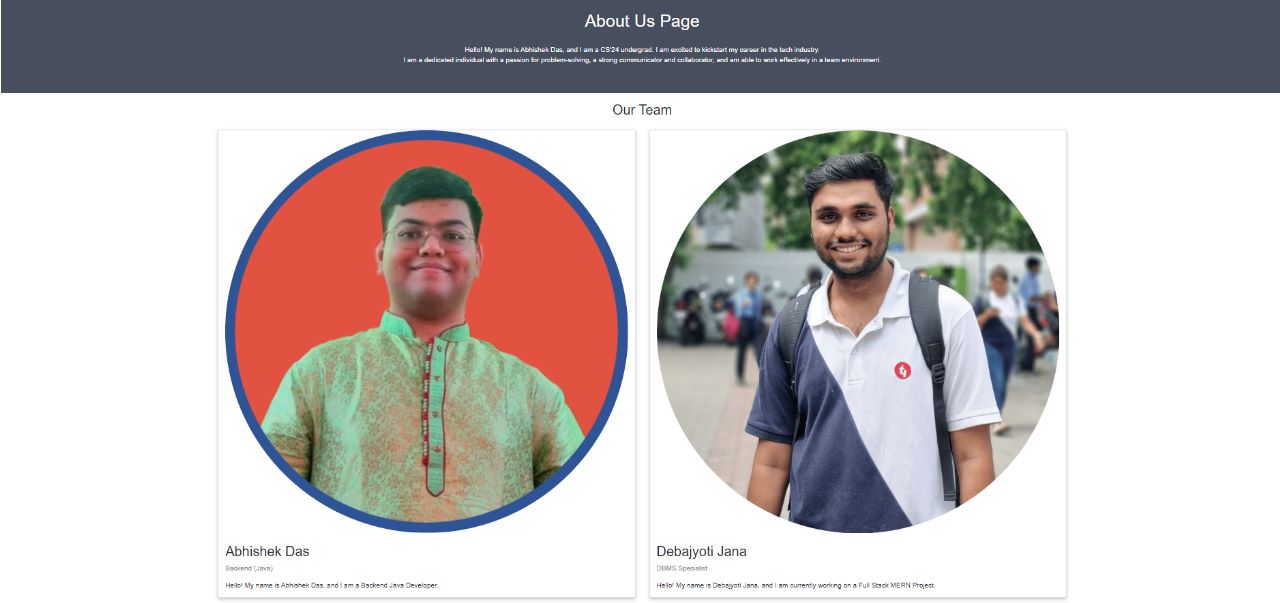 About Us Page
Hello! My name is Abhishek Das, and I am a CS'24 undergrad. I am excited to kickstart my career in the tech industry.
I am a dedicated individual with a passion for problem-solving, a strong communicator and collaborator, and am able to work effectively in a team environment.
Our Team
Abhishek Das
Backend (Java)
Hello! My name is Abhishek Das, and I am a Backend Java Developer.
Debajyoti Jana
DBMS Specialist
Hello! My name is Debajyoti Jana, and I am currently working on a Full Stack MERN Project.